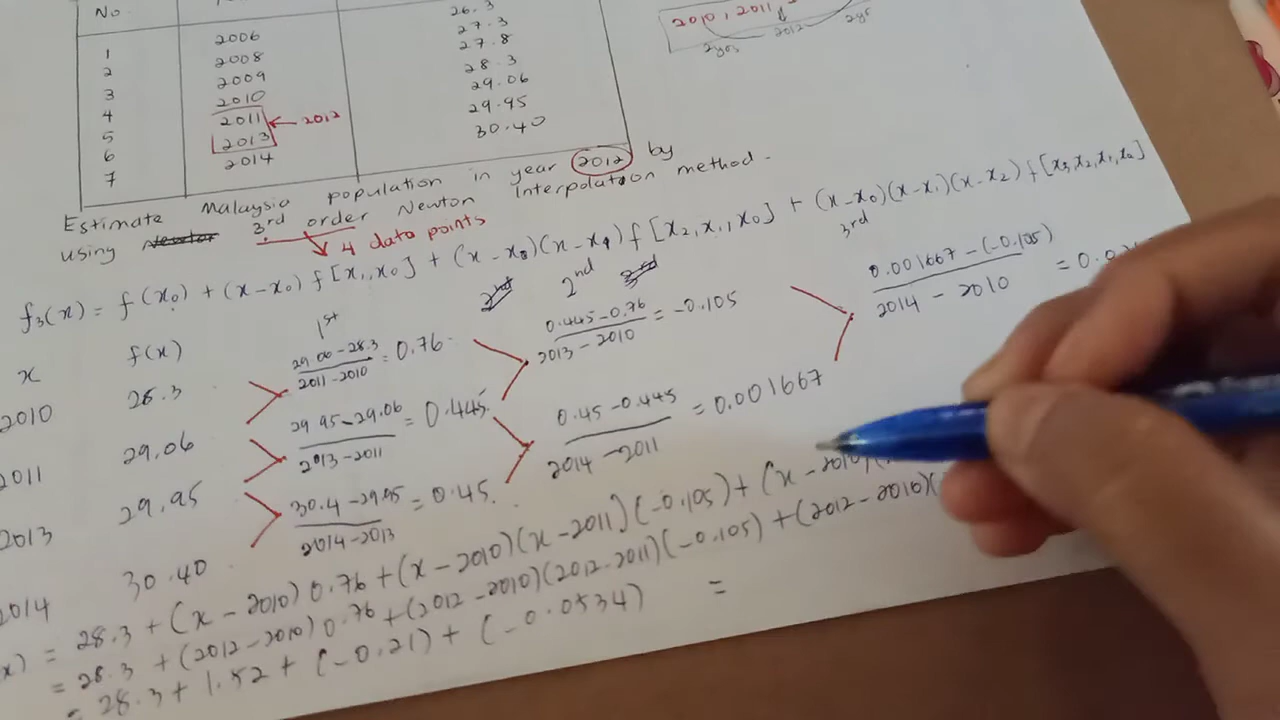 No.
26.3
1 2006 27.3
2 2008 27.8
3 2009 28.3
4 2010 29.06
5 2011 ← 2012 29.95
6 2013 30.40
7 2014
2010, 2011
2yrs 2012 2yrs
Estimate Malaysia population in year 2012 by
using 3rd order Newton Interpolation method.
4 data points
f₃(x) = f(x₀) + (x-x₀) f[x₁,x₀] + (x-x₀)(x-x₁) f[x₂,x₁,x₀] + (x-x₀)(x-x₁)(x-x₂) f[x₃,x₂,x₁,x₀]
x f(x) 1st 2nd 3rd
2010 28.3
2011 29.06
2013 29.95
2014 30.40
29.06-28.3 / 2011-2010 = 0.76
29.95-29.06 / 2013-2011 = 0.445
30.4-29.95 / 2014-2013 = 0.45
0.445-0.76 / 2013-2010 = -0.105
0.45-0.445 / 2014-2011 = 0.001667
0.001667-(-0.105) / 2014-2010 = 0.0
x) = 28.3 + (x-2010) 0.76 + (x-2010)(x-2011)(-0.105) + (x-2010)(
= 28.3 + (2012-2010) 0.76 + (2012-2010)(2012-2011)(-0.105) + (2012-2010)(
= 28.3 + 1.52 + (-0.21) + (-0.0534) =